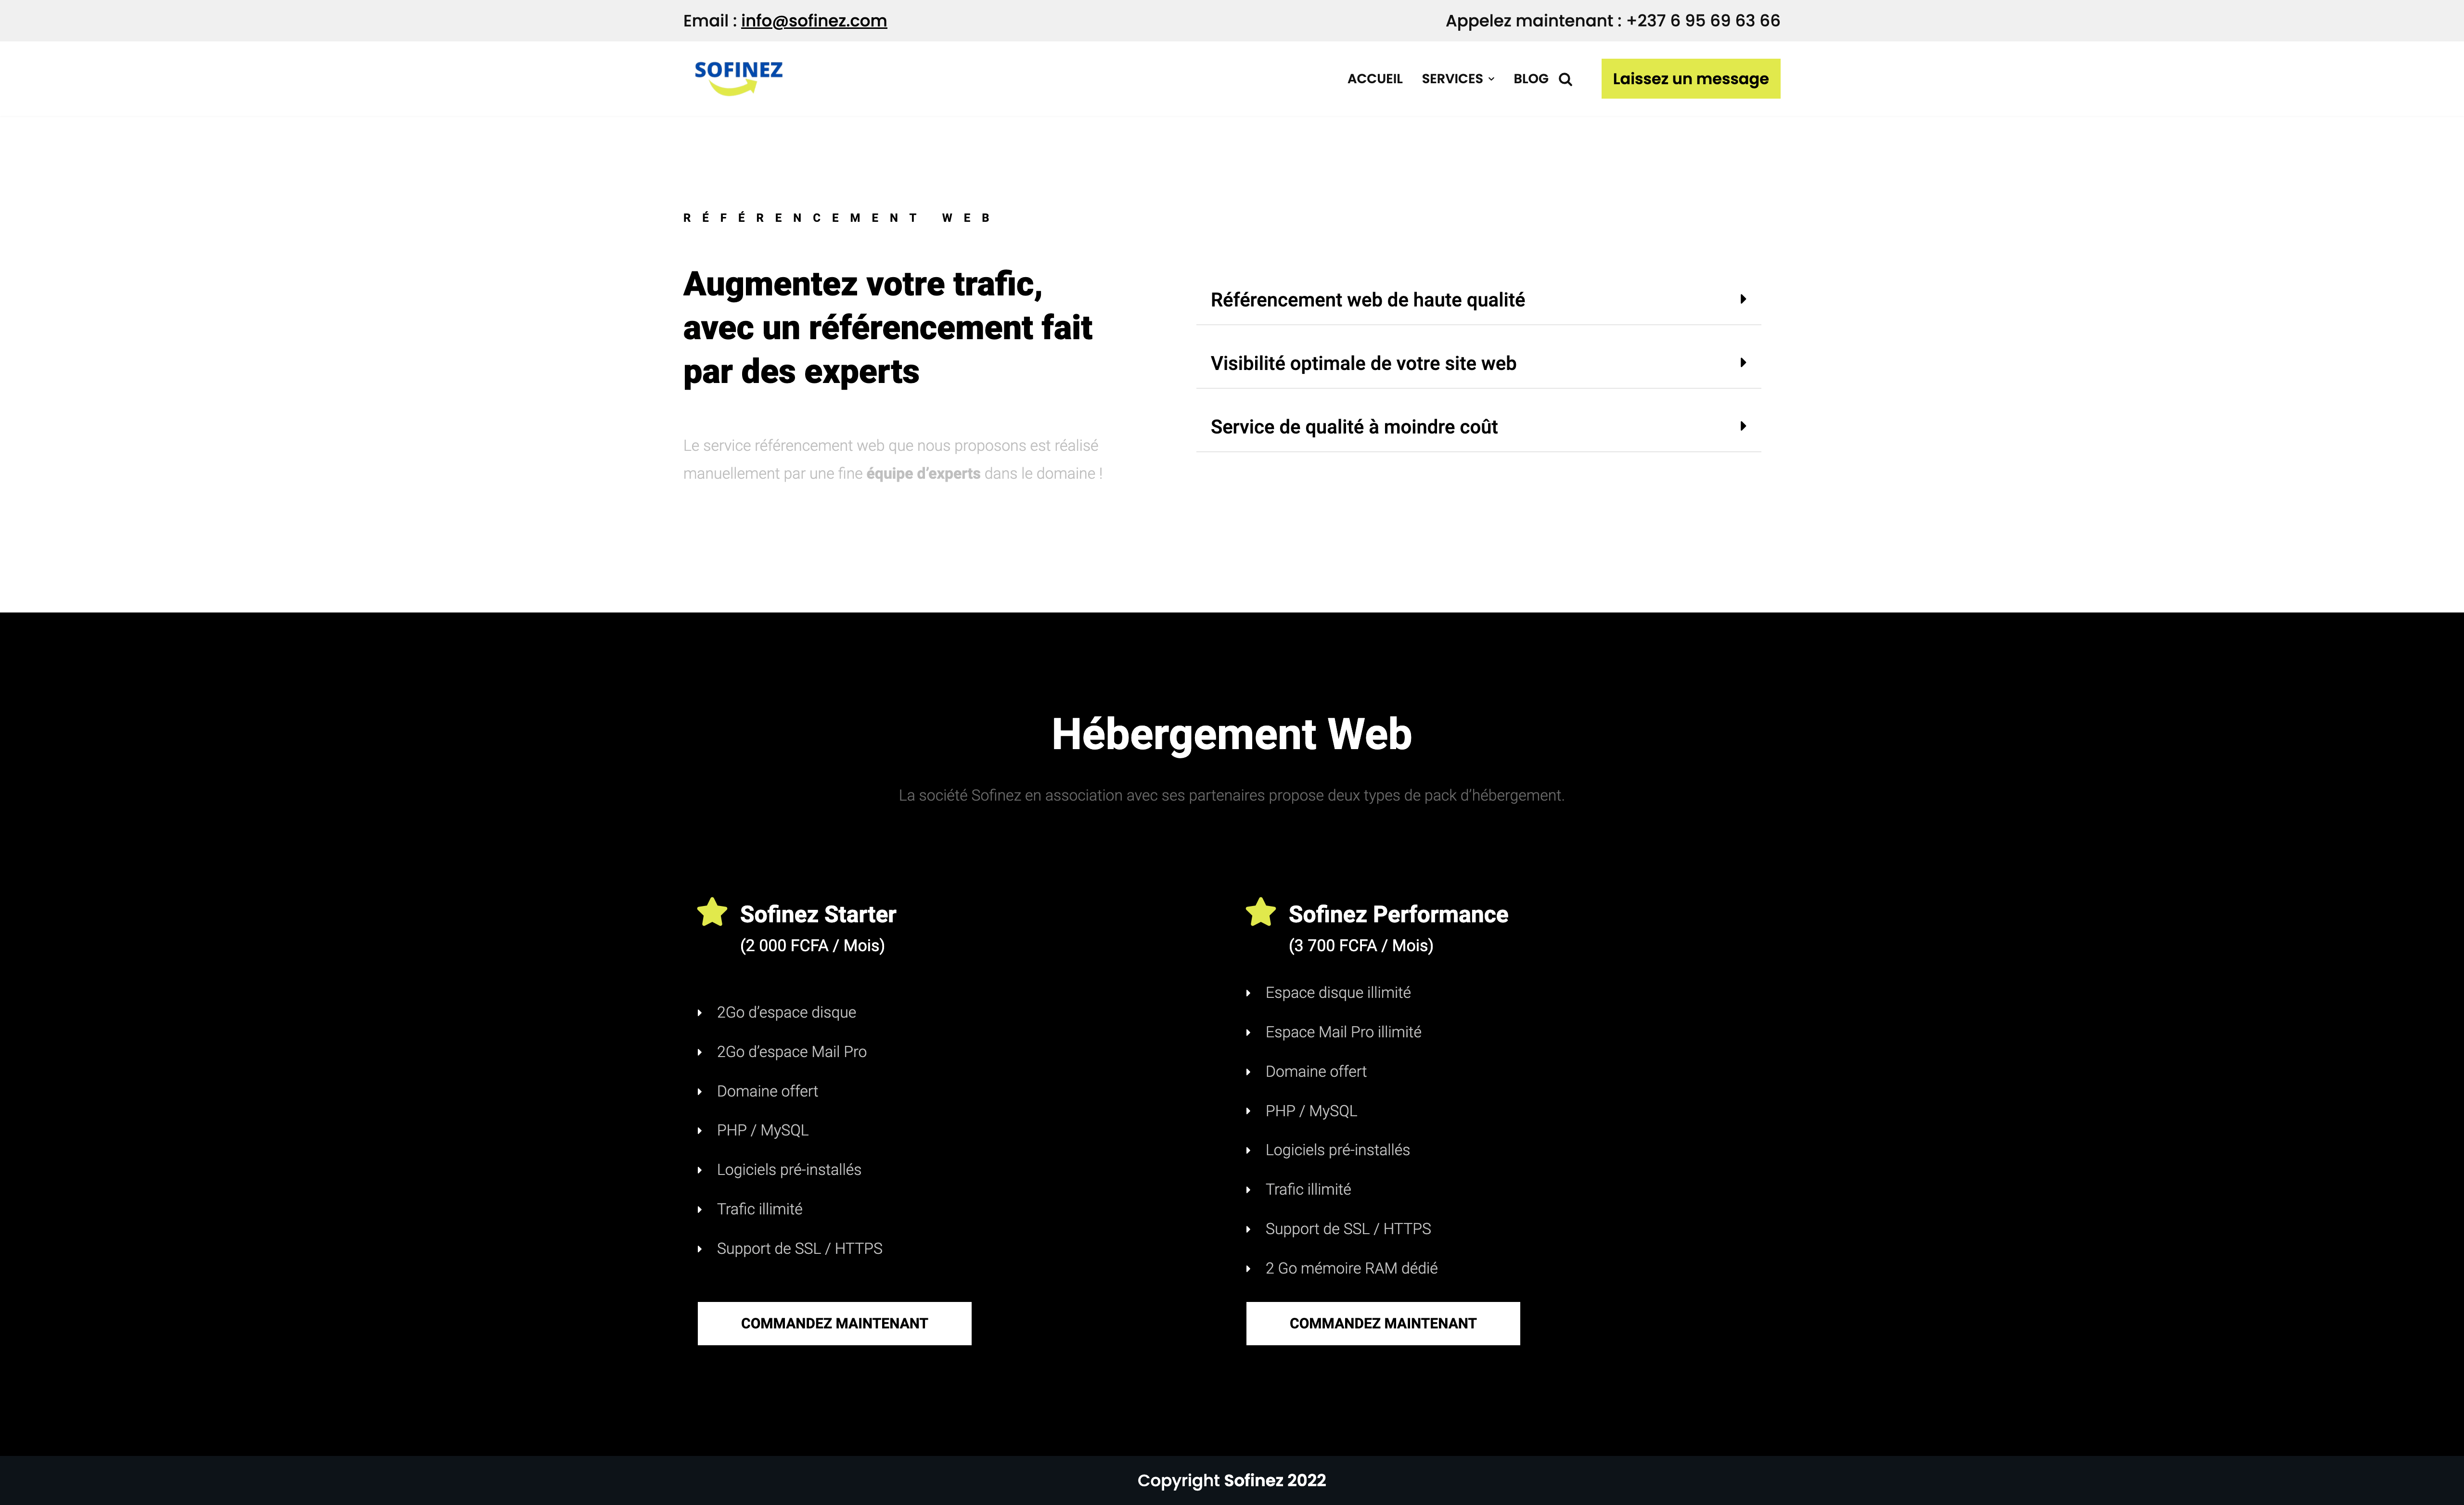 Email : info@sofinez.com
Appelez maintenant : +237 6 95 69 63 66
SOFINEZ
ACCUEIL
SERVICES
BLOG
Laissez un message
RÉFÉRENCEMENT WEB
Augmentez votre trafic,
avec un référencement fait
par des experts
Le service référencement web que nous proposons est réalisé
manuellement par une fine équipe d’experts dans le domaine !
Référencement web de haute qualité
Visibilité optimale de votre site web
Service de qualité à moindre coût
Hébergement Web
La société Sofinez en association avec ses partenaires propose deux types de pack d’hébergement.
Sofinez Starter
(2 000 FCFA / Mois)
2Go d’espace disque
2Go d’espace Mail Pro
Domaine offert
PHP / MySQL
Logiciels pré-installés
Trafic illimité
Support de SSL / HTTPS
COMMANDEZ MAINTENANT
Sofinez Performance
(3 700 FCFA / Mois)
Espace disque illimité
Espace Mail Pro illimité
Domaine offert
PHP / MySQL
Logiciels pré-installés
Trafic illimité
Support de SSL / HTTPS
2 Go mémoire RAM dédié
COMMANDEZ MAINTENANT
Copyright Sofinez 2022